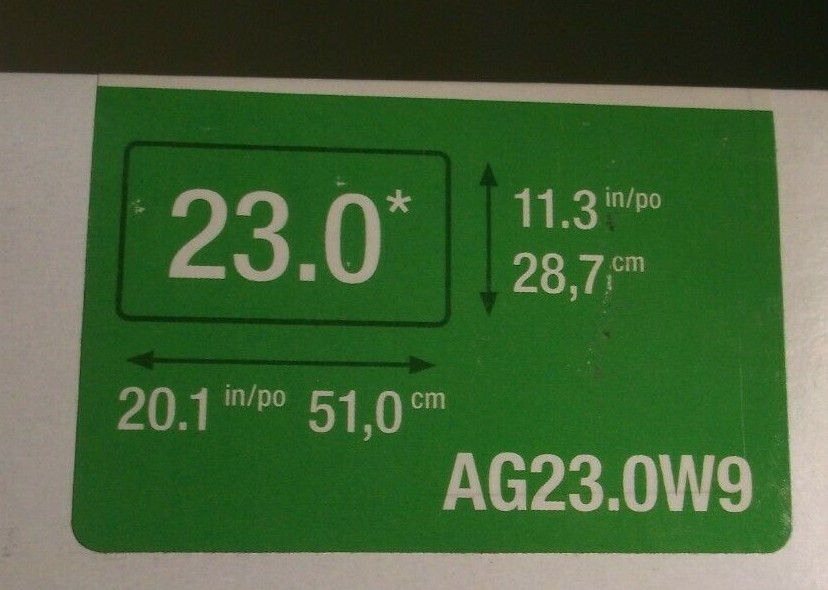 23.0*
11.3 in/po
28,7 cm
20.1 in/po 51,0 cm
AG23.0W9